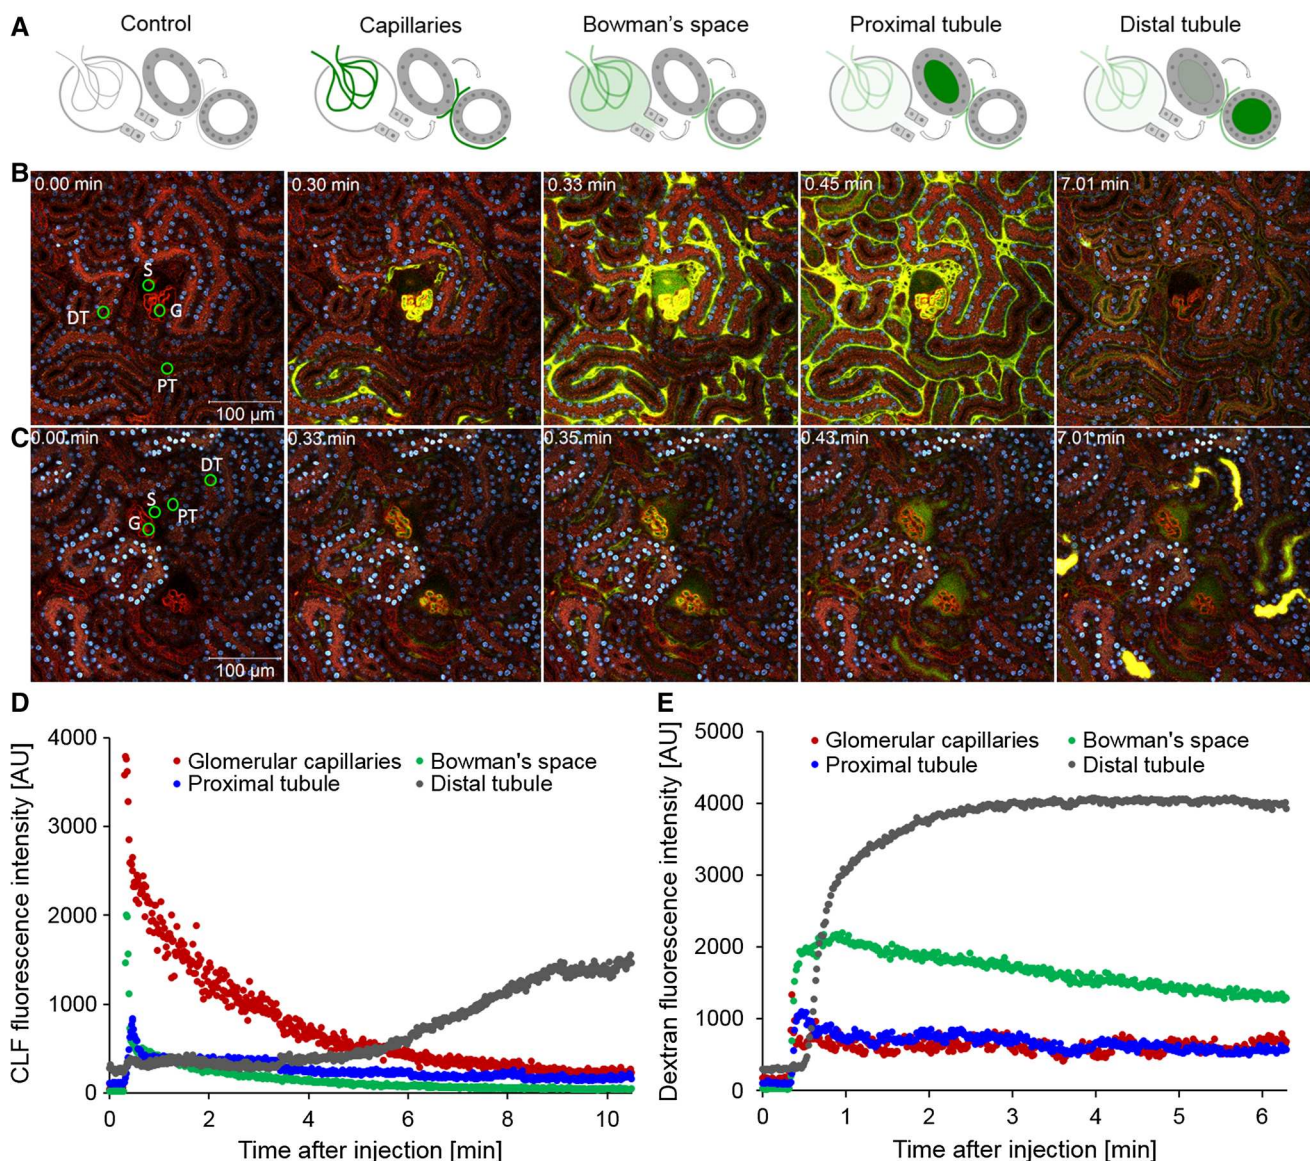 A
Control
Capillaries
Bowman's space
Proximal tubule
Distal tubule
B
0.00 min
0.30 min
0.33 min
0.45 min
7.01 min
S
DT
G
PT
100 µm
C
0.00 min
0.33 min
0.35 min
0.43 min
7.01 min
DT
S
PT
G
100 µm
D
CLF fluorescence intensity [AU]
4000
3000
2000
1000
0
Glomerular capillaries
Bowman's space
Proximal tubule
Distal tubule
0 2 4 6 8 10
Time after injection [min]
E
Dextran fluorescence intensity [AU]
5000
4000
3000
2000
1000
0
Glomerular capillaries
Bowman's space
Proximal tubule
Distal tubule
0 1 2 3 4 5 6
Time after injection [min]